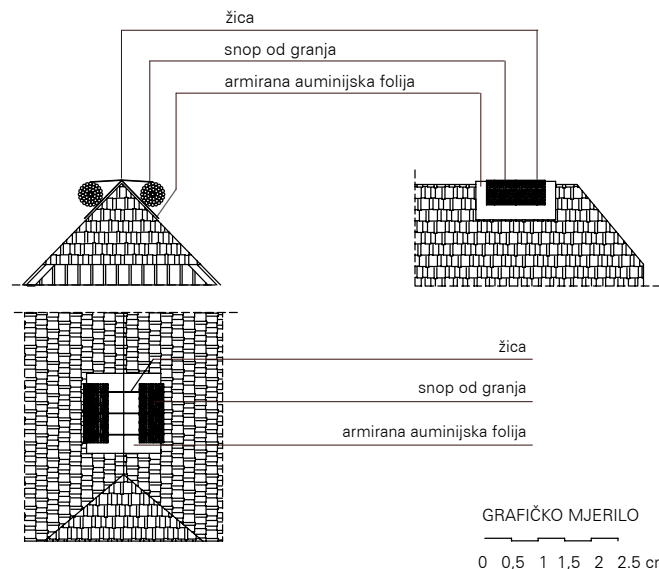 žica
snop od granja
armirana auminijska folija
žica
snop od granja
armirana auminijska folija
GRAFIČKO MJERILO
0 0,5 1 1,5 2 2.5 cm